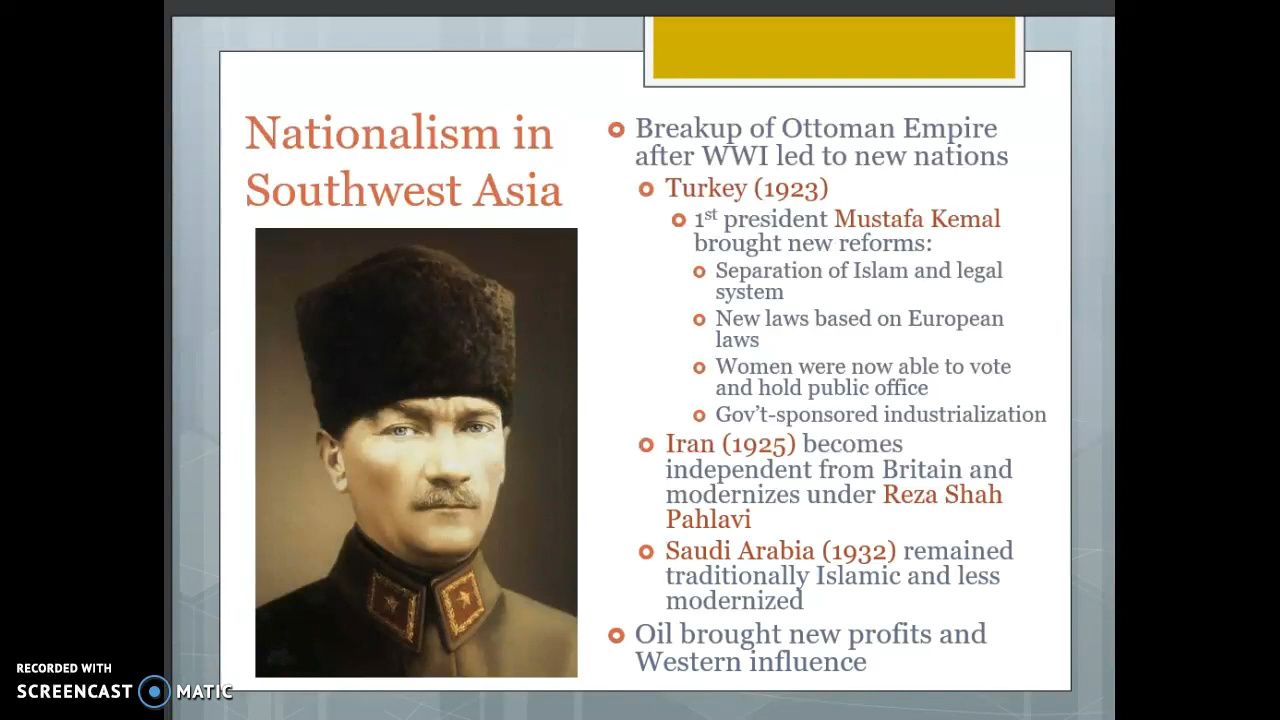 Nationalism in
Southwest Asia
Breakup of Ottoman Empire
after WWI led to new nations
Turkey (1923)
1st president Mustafa Kemal
brought new reforms:
Separation of Islam and legal
system
New laws based on European
laws
Women were now able to vote
and hold public office
Gov't-sponsored industrialization
Iran (1925) becomes
independent from Britain and
modernizes under Reza Shah
Pahlavi
Saudi Arabia (1932) remained
traditionally Islamic and less
modernized
Oil brought new profits and
Western influence
RECORDED WITH
SCREENCAST MATIC